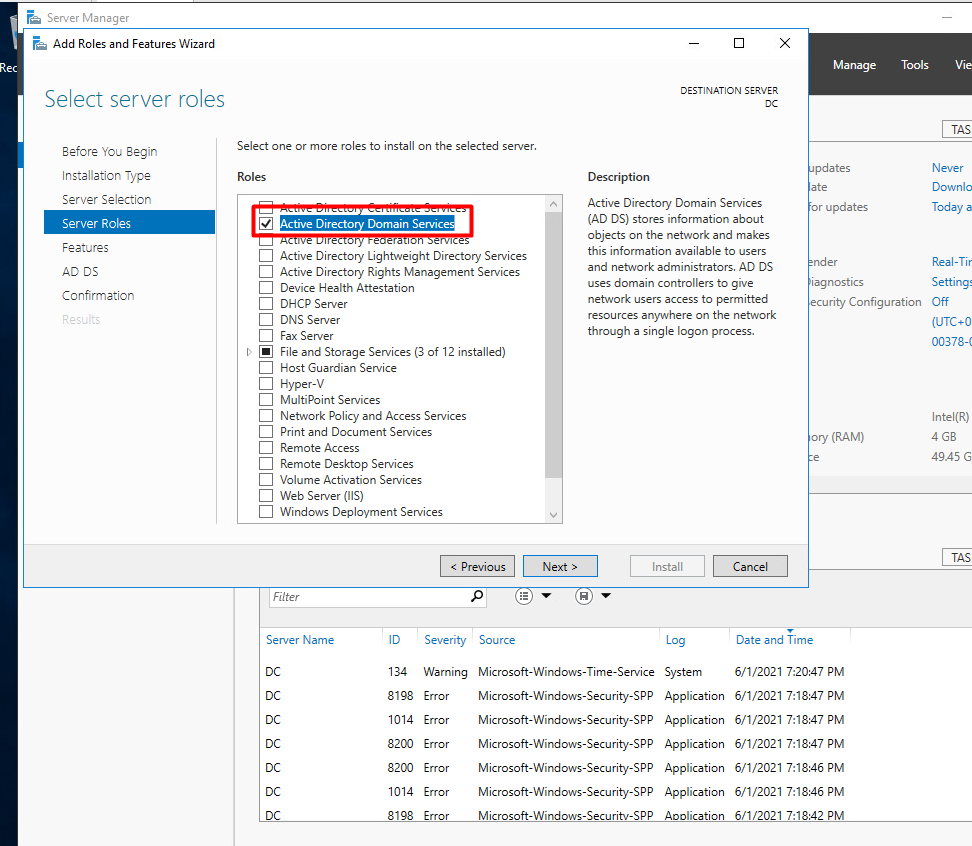 Server Manager
Rec
Add Roles and Features Wizard
Manage Tools Vie
Select server roles
DESTINATION SERVER
DC
Before You Begin
Installation Type
Server Selection
Server Roles
Features
AD DS
Confirmation
Results
Select one or more roles to install on the selected server.
Roles
Active Directory Certificate Services
Active Directory Domain Services
Active Directory Federation Services
Active Directory Lightweight Directory Services
Active Directory Rights Management Services
Device Health Attestation
DHCP Server
DNS Server
Fax Server
File and Storage Services (3 of 12 installed)
Host Guardian Service
Hyper-V
MultiPoint Services
Network Policy and Access Services
Print and Document Services
Remote Access
Remote Desktop Services
Volume Activation Services
Web Server (IIS)
Windows Deployment Services
Description
Active Directory Domain Services
(AD DS) stores information about
objects on the network and makes
this information available to users
and network administrators. AD DS
uses domain controllers to give
network users access to permitted
resources anywhere on the network
through a single logon process.
< Previous
Next >
Install
Cancel
TAS
updates Never
late Downlo
for updates Today a
ender Real-Tir
Diagnostics Settings
ecurity Configuration Off
(UTC+0
00378-0
Intel(R)
ory (RAM) 4 GB
ce 49.45 G
TAS
Filter
Server Name ID Severity Source Log Date and Time
DC 134 Warning Microsoft-Windows-Time-Service System 6/1/2021 7:20:47 PM
DC 8198 Error Microsoft-Windows-Security-SPP Application 6/1/2021 7:18:47 PM
DC 1014 Error Microsoft-Windows-Security-SPP Application 6/1/2021 7:18:47 PM
DC 8200 Error Microsoft-Windows-Security-SPP Application 6/1/2021 7:18:47 PM
DC 8200 Error Microsoft-Windows-Security-SPP Application 6/1/2021 7:18:46 PM
DC 1014 Error Microsoft-Windows-Security-SPP Application 6/1/2021 7:18:46 PM
DC 8198 Error Microsoft-Windows-Security-SPP Application 6/1/2021 7:18:42 PM